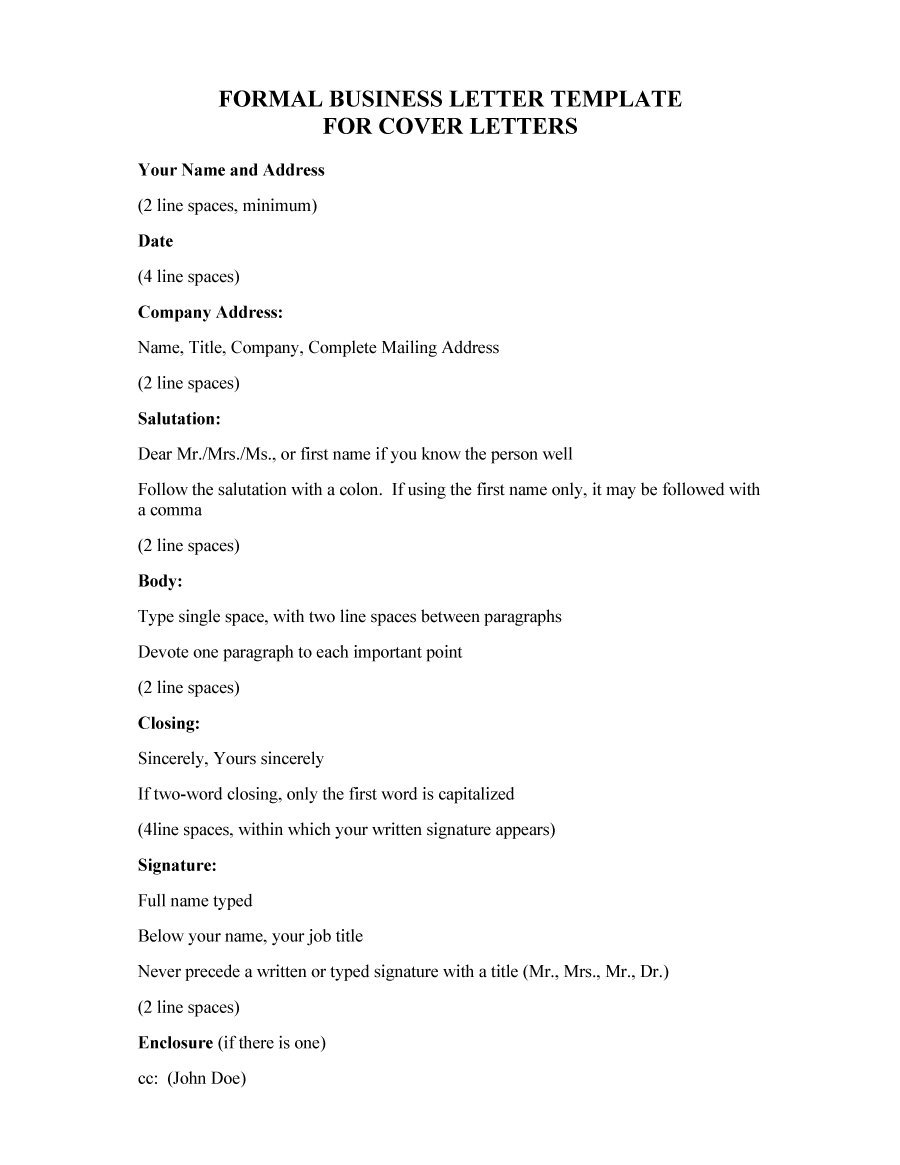 FORMAL BUSINESS LETTER TEMPLATE
FOR COVER LETTERS
Your Name and Address
(2 line spaces, minimum)
Date
(4 line spaces)
Company Address:
Name, Title, Company, Complete Mailing Address
(2 line spaces)
Salutation:
Dear Mr./Mrs./Ms., or first name if you know the person well
Follow the salutation with a colon.  If using the first name only, it may be followed with
a comma
(2 line spaces)
Body:
Type single space, with two line spaces between paragraphs
Devote one paragraph to each important point
(2 line spaces)
Closing:
Sincerely, Yours sincerely
If two-word closing, only the first word is capitalized
(4line spaces, within which your written signature appears)
Signature:
Full name typed
Below your name, your job title
Never precede a written or typed signature with a title (Mr., Mrs., Mr., Dr.)
(2 line spaces)
Enclosure (if there is one)
cc:  (John Doe)